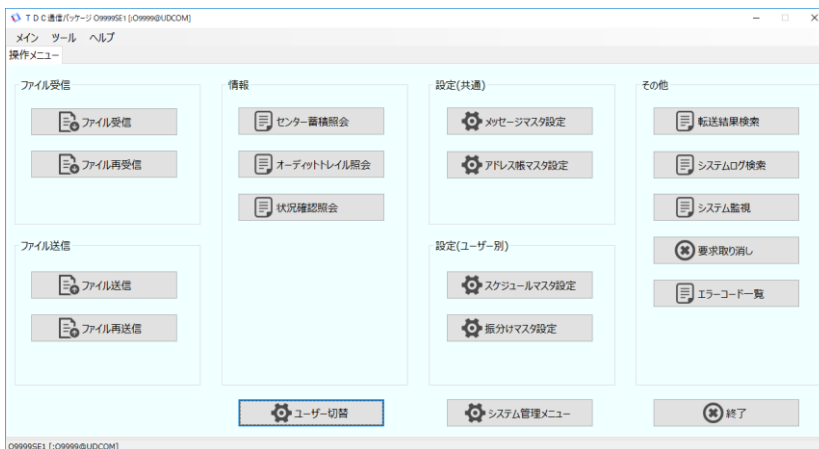 TDC通信パッケージ O9999SE1 [;O9999@UDCOM]
メイン ツール ヘルプ
操作メニュー
ファイル受信
ファイル受信
ファイル再受信
ファイル送信
ファイル送信
ファイル再送信
情報
センター蓄積照会
オーディットトレイル照会
状況確認照会
設定(共通)
メッセージマスタ設定
アドレス帳マスタ設定
設定(ユーザー別)
スケジュールマスタ設定
振分けマスタ設定
その他
転送結果検索
システムログ検索
システム監視
要求取り消し
エラーコード一覧
ユーザー切替
システム管理メニュー
終了
O9999SE1 [;O9999@UDCOM]